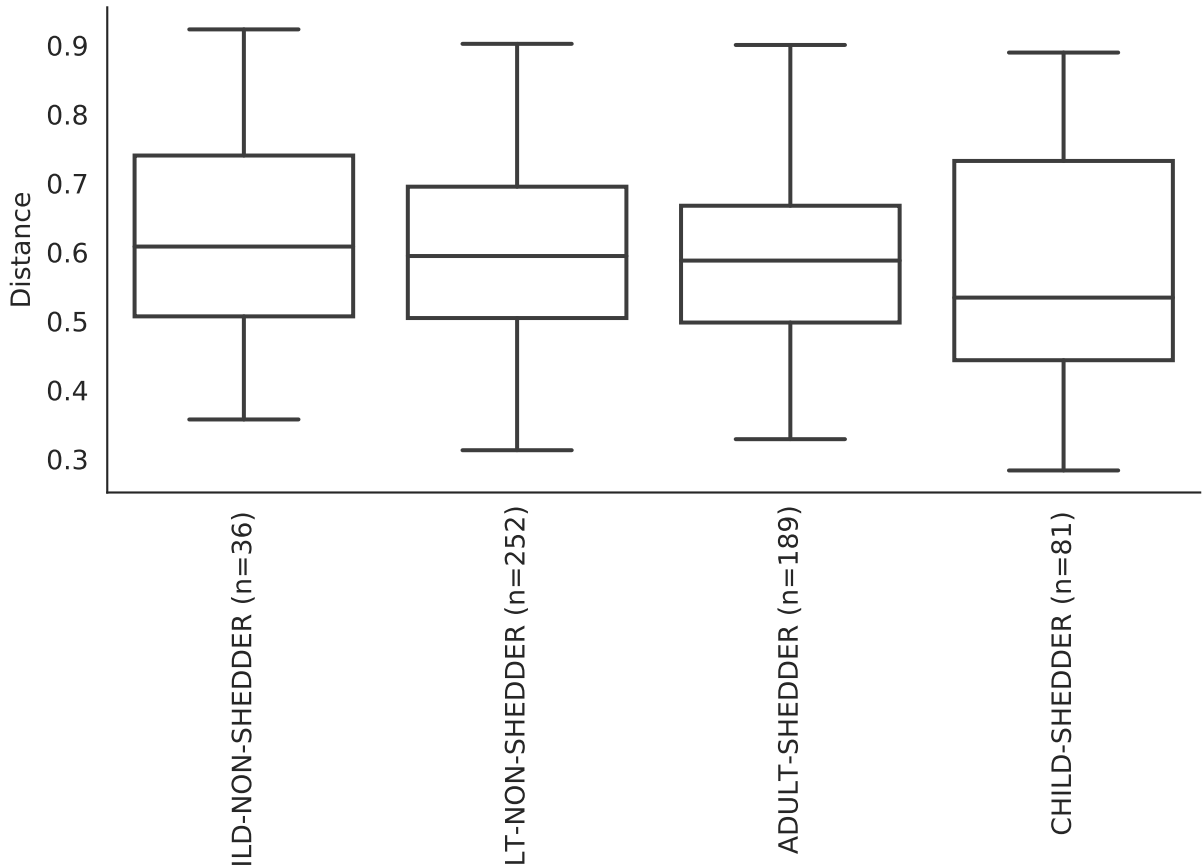 Distance
0.9
0.8
0.7
0.6
0.5
0.4
0.3
ILD-NON-SHEDDER (n=36)
LT-NON-SHEDDER (n=252)
ADULT-SHEDDER (n=189)
CHILD-SHEDDER (n=81)